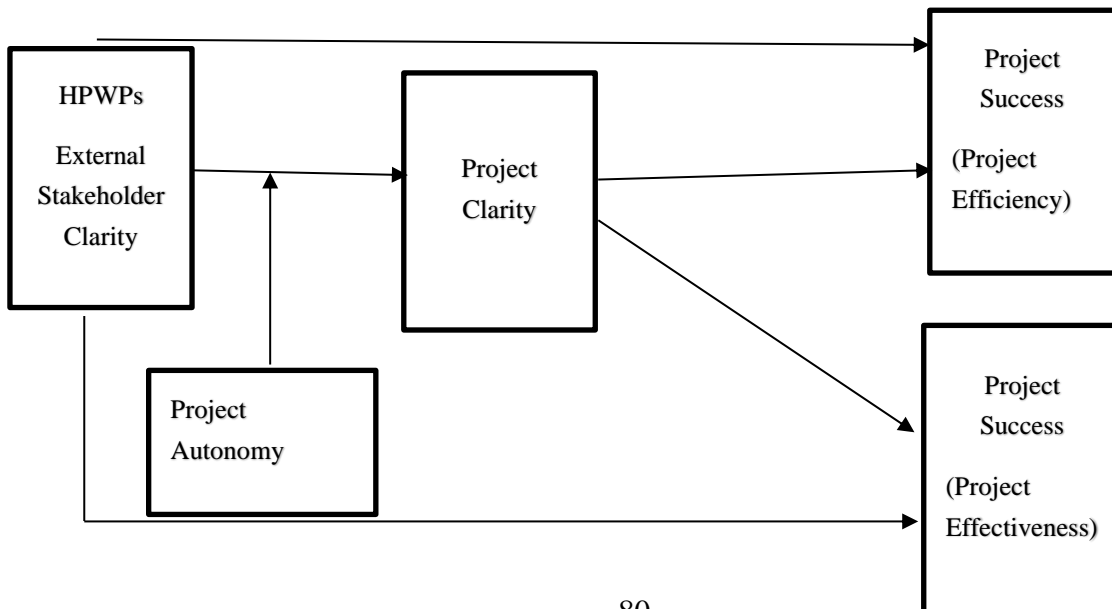 HPWPs
External
Stakeholder
Clarity
Project
Clarity
Project
Success
(Project
Efficiency)
Project
Autonomy
Project
Success
(Project
Effectiveness)
80